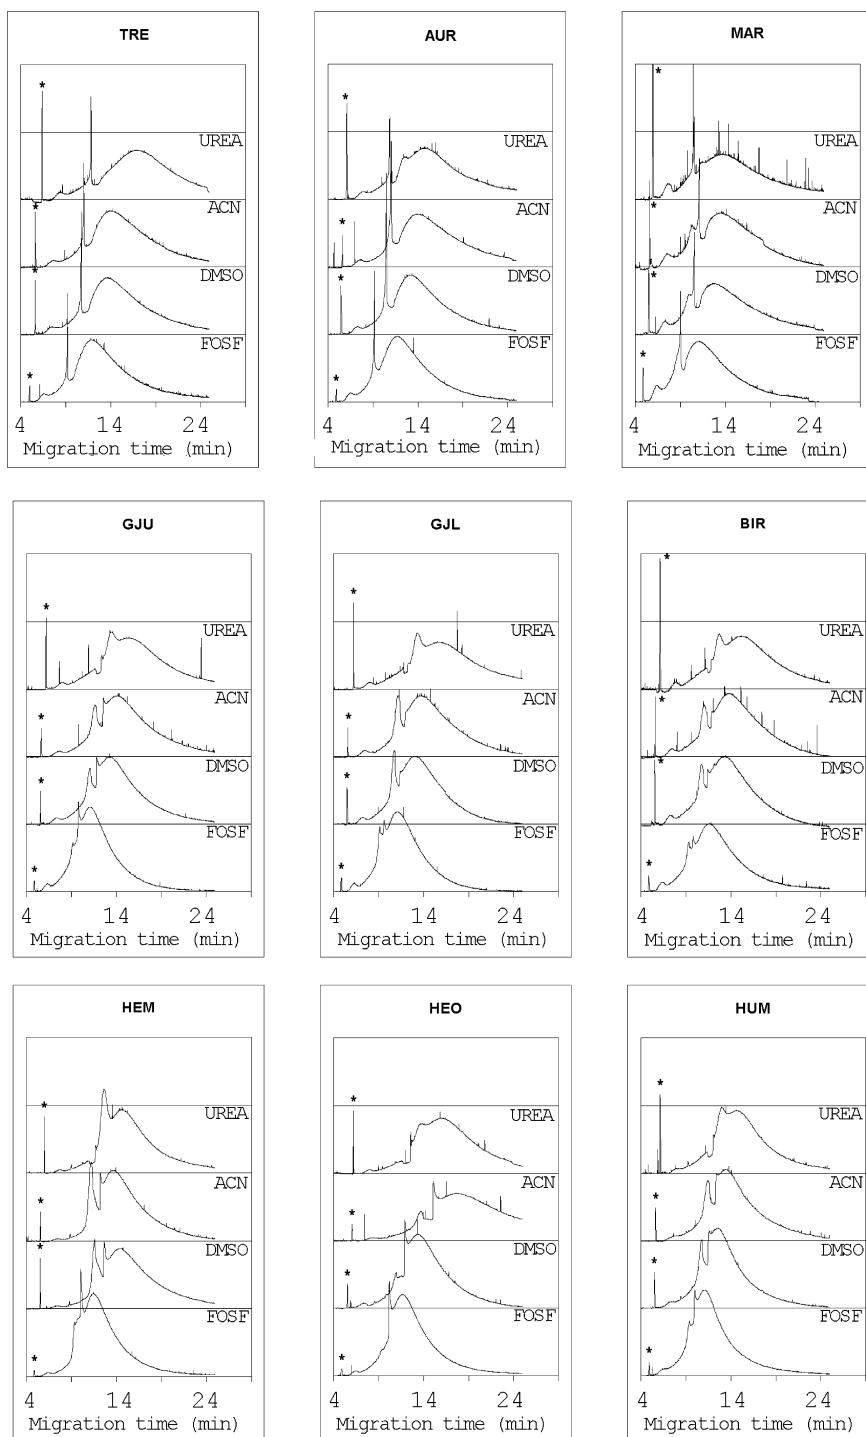 TRE
*
UREA
*
ACN
*
DMSO
*
FOSF
4 14 24
Migration time (min)
AUR
*
UREA
*
ACN
*
DMSO
*
FOSF
4 14 24
Migration time (min)
MAR
*
UREA
*
ACN
*
DMSO
*
FOSF
4 14 24
Migration time (min)
GJU
*
UREA
*
ACN
*
DMSO
*
FOSF
4 14 24
Migration time (min)
GJL
*
UREA
*
ACN
*
DMSO
*
FOSF
4 14 24
Migration time (min)
BIR
*
UREA
*
ACN
*
DMSO
*
FOSF
4 14 24
Migration time (min)
HEM
*
UREA
*
ACN
*
DMSO
*
FOSF
4 14 24
Migration time (min)
HEO
*
UREA
*
ACN
*
DMSO
*
FOSF
4 14 24
Migration time (min)
HUM
*
UREA
*
ACN
*
DMSO
*
FOSF
4 14 24
Migration time (min)